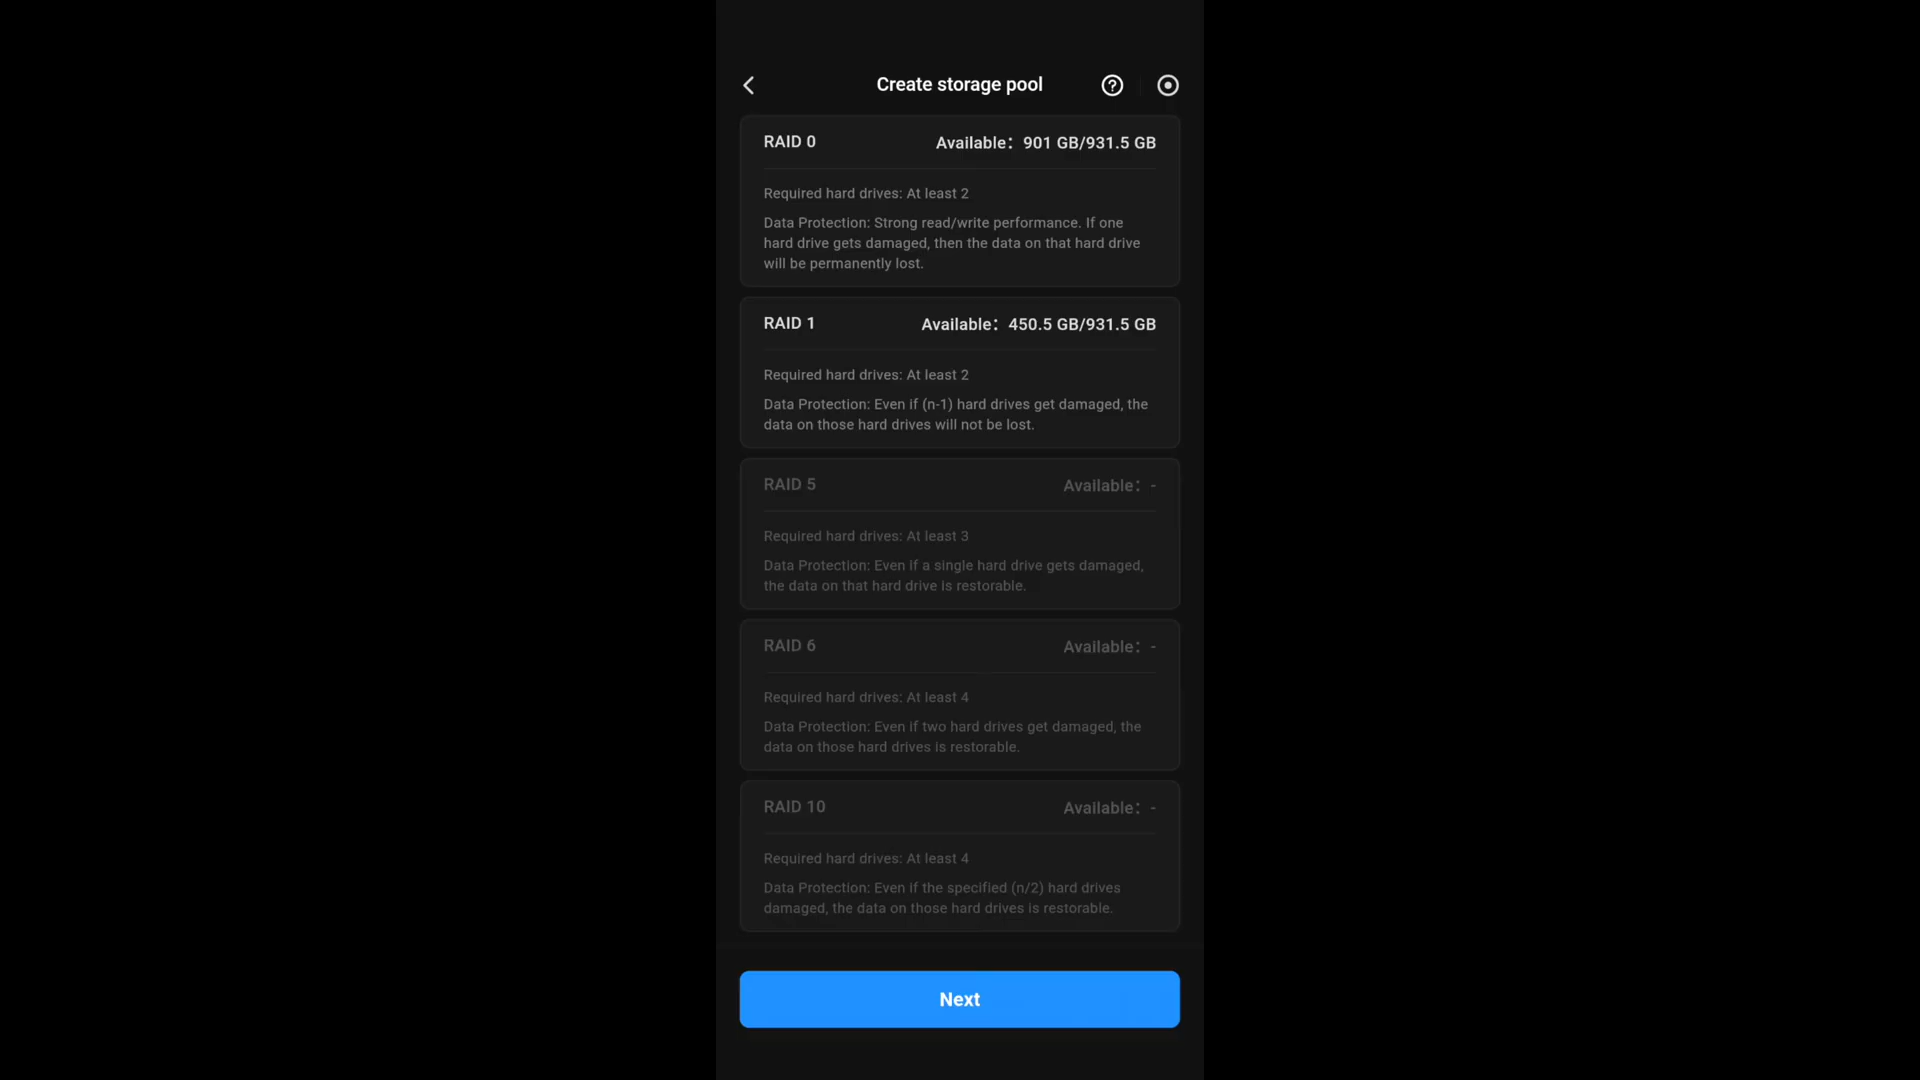 Create storage pool
RAID 0
Available: 901 GB/931.5 GB
Required hard drives: At least 2
Data Protection: Strong read/write performance. If one
hard drive gets damaged, then the data on that hard drive
will be permanently lost.
RAID 1
Available: 450.5 GB/931.5 GB
Required hard drives: At least 2
Data Protection: Even if (n-1) hard drives get damaged, the
data on those hard drives will not be lost.
RAID 5
Available: -
Required hard drives: At least 3
Data Protection: Even if a single hard drive gets damaged,
the data on that hard drive is restorable.
RAID 6
Available: -
Required hard drives: At least 4
Data Protection: Even if two hard drives get damaged, the
data on those hard drives is restorable.
RAID 10
Available: -
Required hard drives: At least 4
Data Protection: Even if the specified (n/2) hard drives
damaged, the data on those hard drives is restorable.
Next